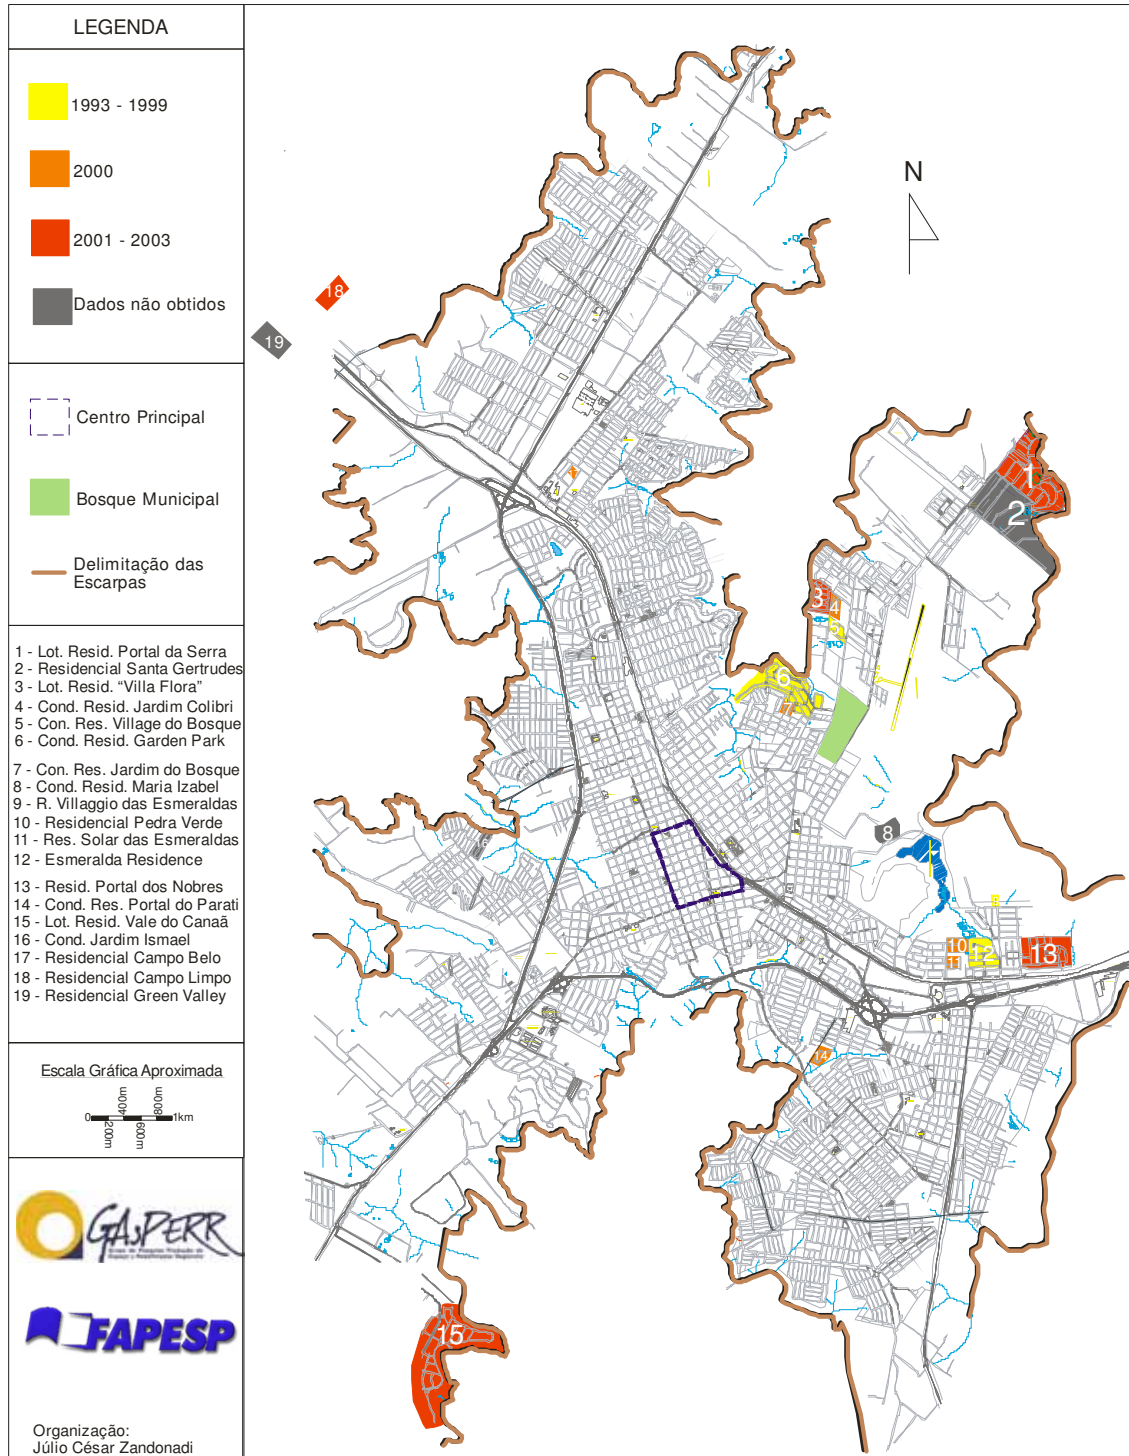 LEGENDA
1993 - 1999
2000
2001 - 2003
Dados não obtidos
Centro Principal
Bosque Municipal
Delimitação das
Escarpas
1 - Lot. Resid. Portal da Serra
2 - Residencial Santa Gertrudes
3 - Lot. Resid. “Villa Flora”
4 - Cond. Resid. Jardim Colibri
5 - Con. Res. Village do Bosque
6 - Cond. Resid. Garden Park
7 - Con. Res. Jardim do Bosque
8 - Cond. Resid. Maria Izabel
9 - R. Villaggio das Esmeraldas
10 - Residencial Pedra Verde
11 - Res. Solar das Esmeraldas
12 - Esmeralda Residence
13 - Resid. Portal dos Nobres
14 - Cond. Res. Portal do Parati
15 - Lot. Resid. Vale do Canaã
16 - Cond. Jardim Ismael
17 - Residencial Campo Belo
18 - Residencial Campo Limpo
19 - Residencial Green Valley
Escala Gráfica Aproximada
0 200m 400m 600m 800m 1km
GAsPERR
FAPESP
Organização:
Júlio César Zandonadi
N
18
19
1
2
3
4
5
6
7
8
9
16
10
11
12
13
14
15